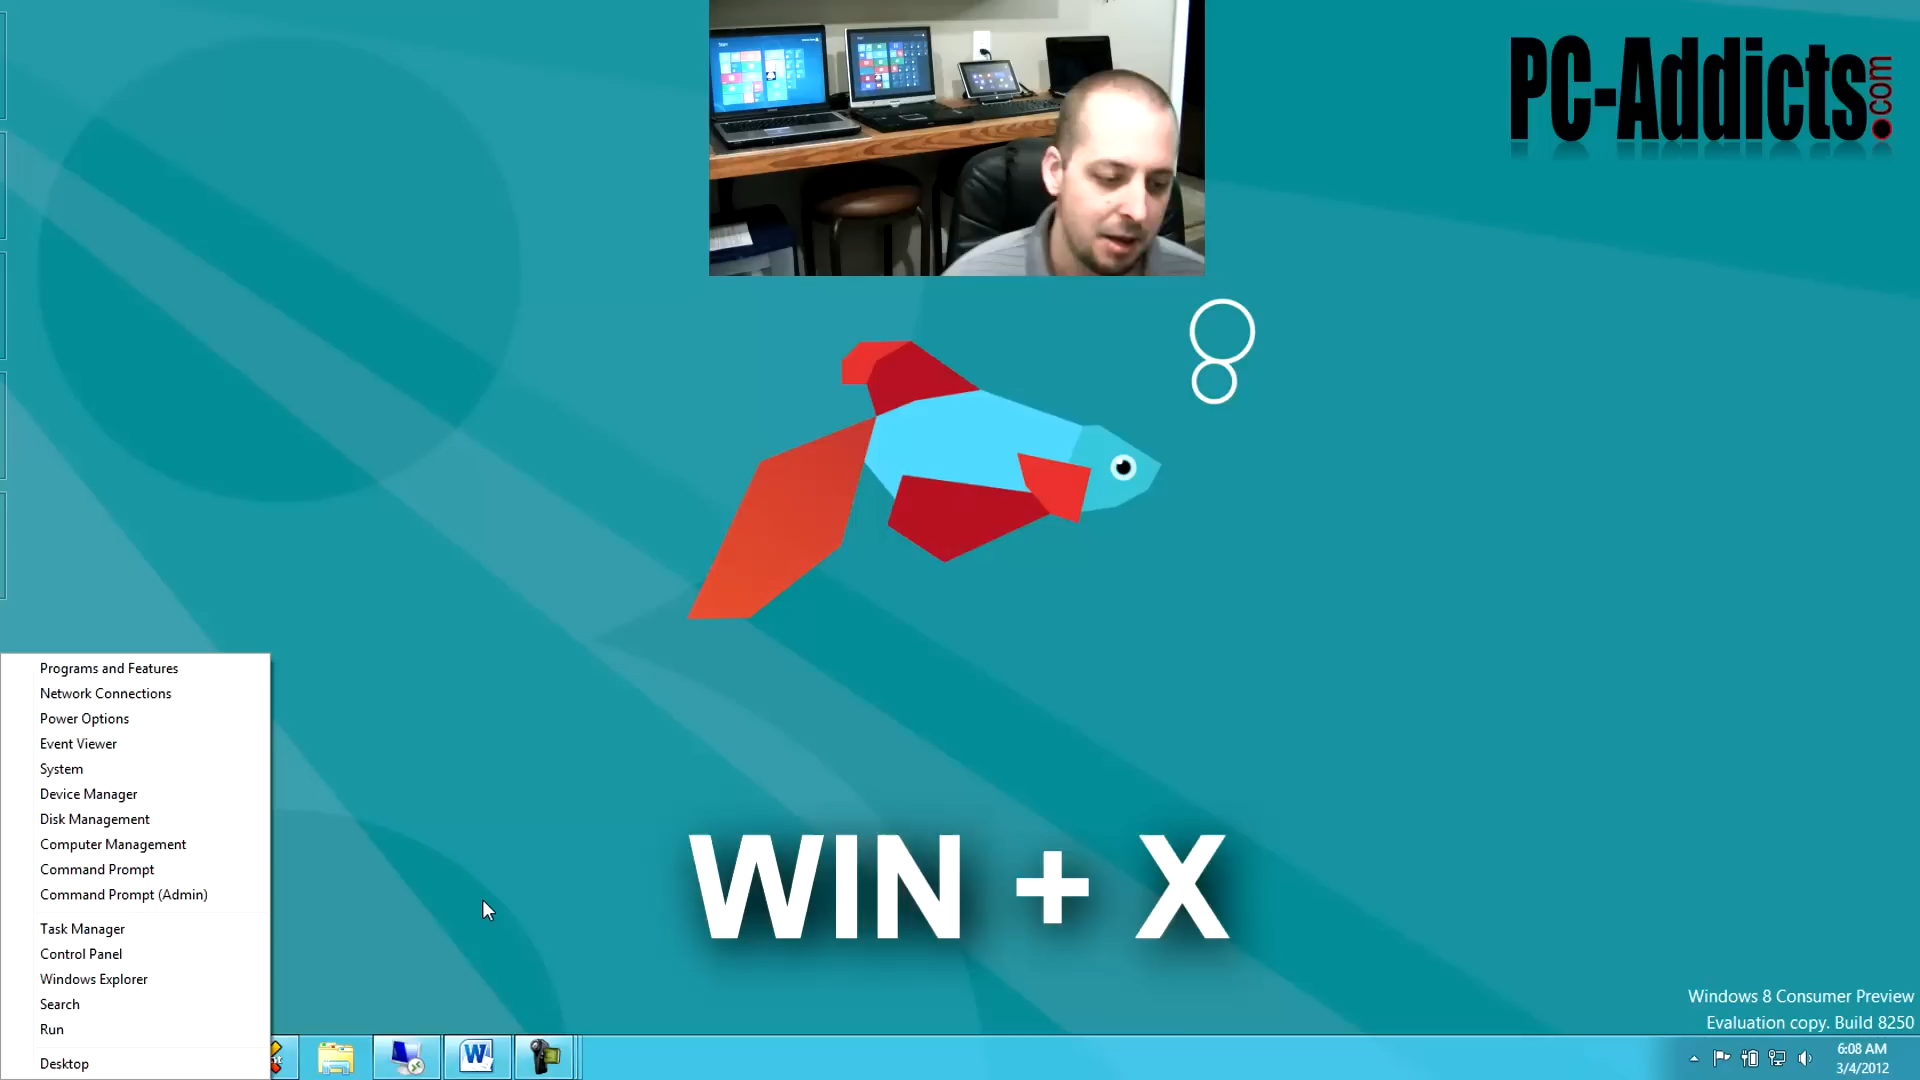 PC-Addicts.com
Programs and Features
Network Connections
Power Options
Event Viewer
System
Device Manager
Disk Management
Computer Management
Command Prompt
Command Prompt (Admin)
Task Manager
Control Panel
Windows Explorer
Search
Run
Desktop
WIN + X
Windows 8 Consumer Preview
Evaluation copy. Build 8250
6:08 AM
3/4/2012